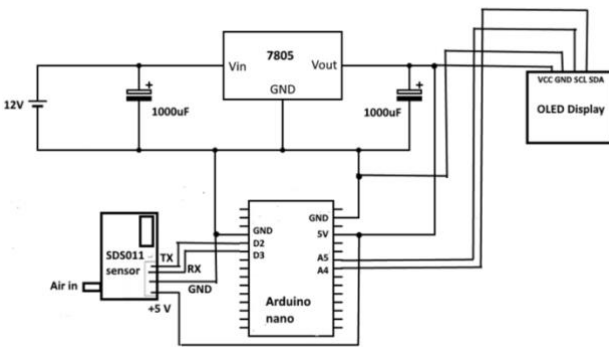 7805
Vin
Vout
GND
12V
+
1000uF
+
1000uF
VCC GND SCL SDA
OLED Display
GND
D2
D3
GND
5V
A5
A4
Arduino
nano
SDS011
sensor
TX
RX
GND
Air in
+5 V